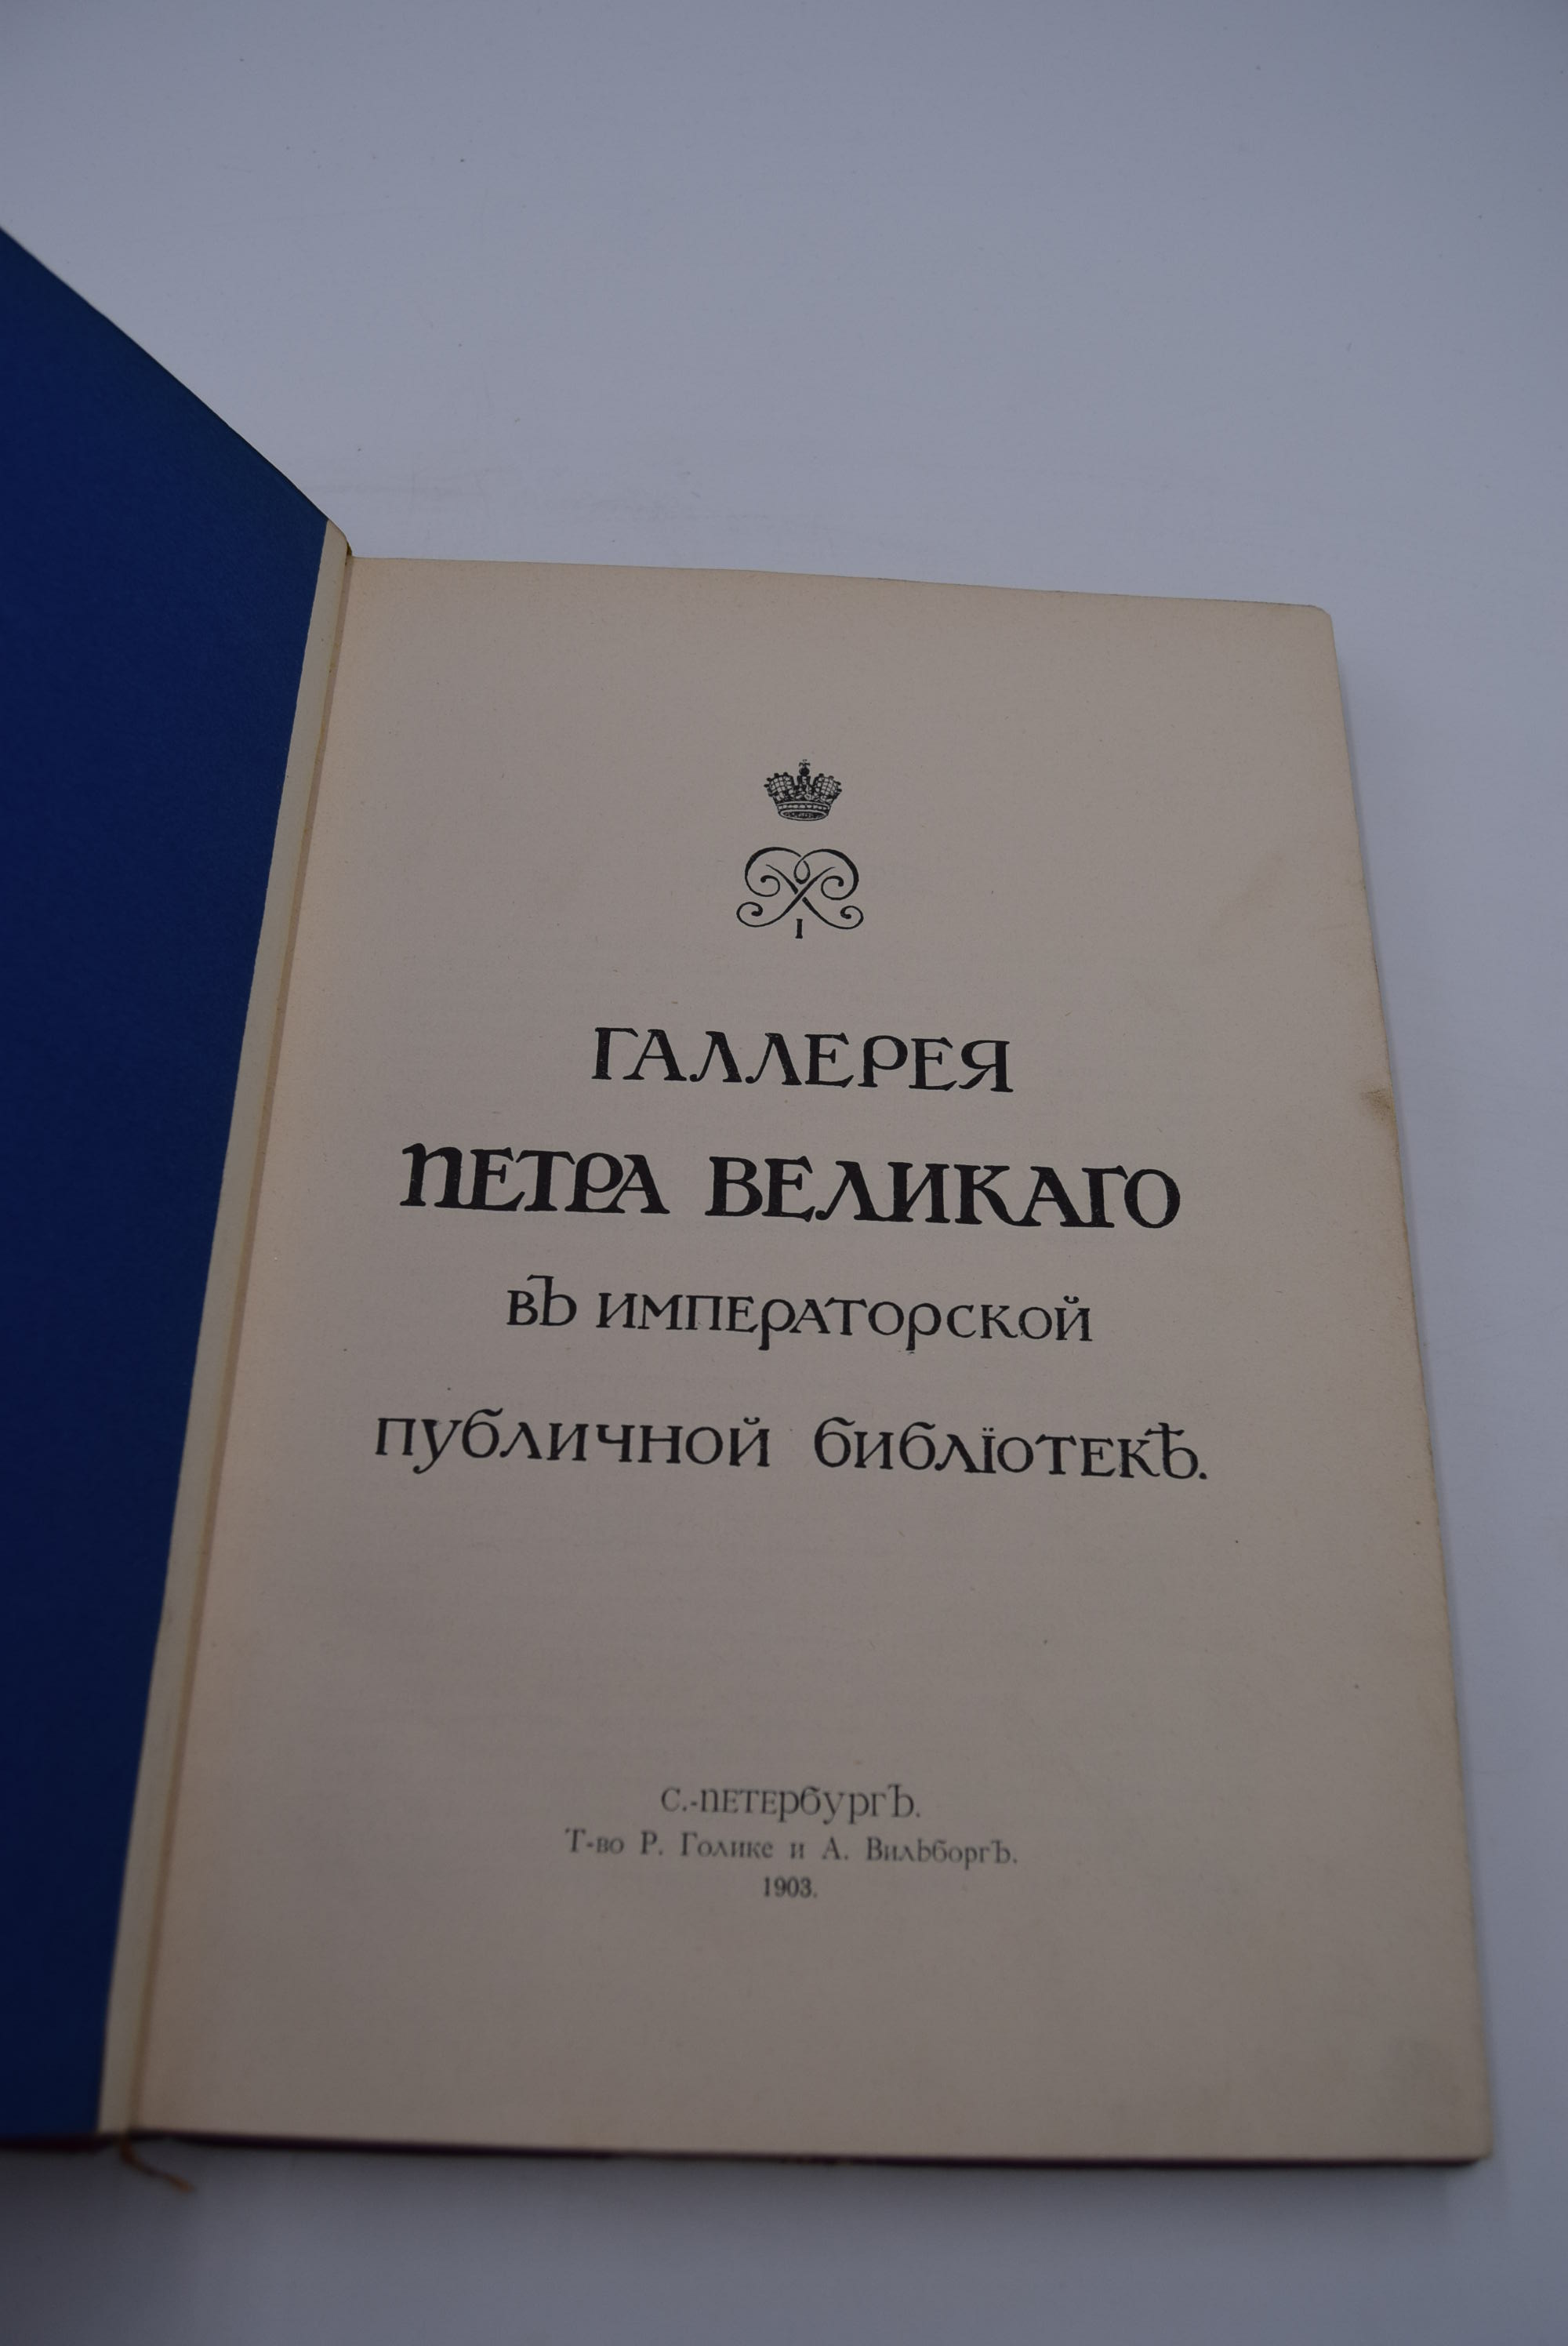 I
ГАЛЛЕРЕЯ
ПЕТРА ВЕЛИКАГО
въ ИМПЕРАТОРСКОЙ
публичной библіотекѣ.
С.-Петербургъ.
Т-во Р. Голике и А. Вильборгъ.
1903.